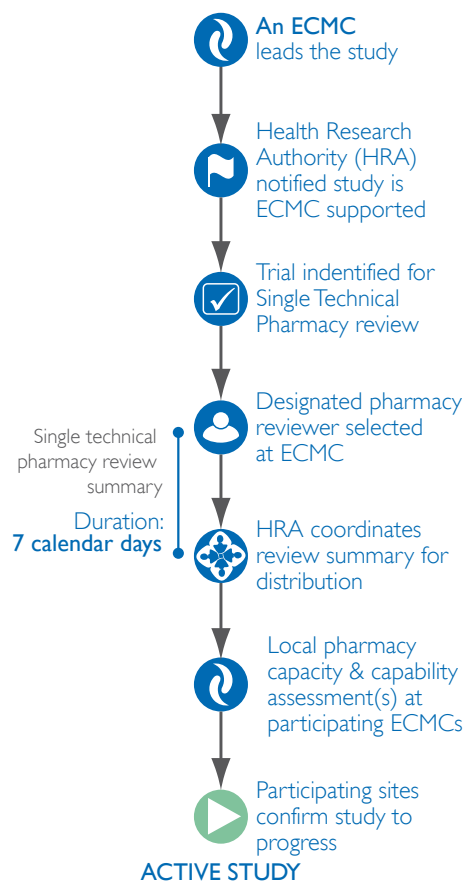 An ECMC
leads the study
Health Research
Authority (HRA)
notified study is
ECMC supported
Trial indentified for
Single Technical
Pharmacy review
Designated pharmacy
reviewer selected
at ECMC
Single technical
pharmacy review
summary
Duration:
7 calendar days
HRA coordinates
review summary for
distribution
Local pharmacy
capacity & capability
assessment(s) at
participating ECMCs
Participating sites
confirm study to
progress
ACTIVE STUDY